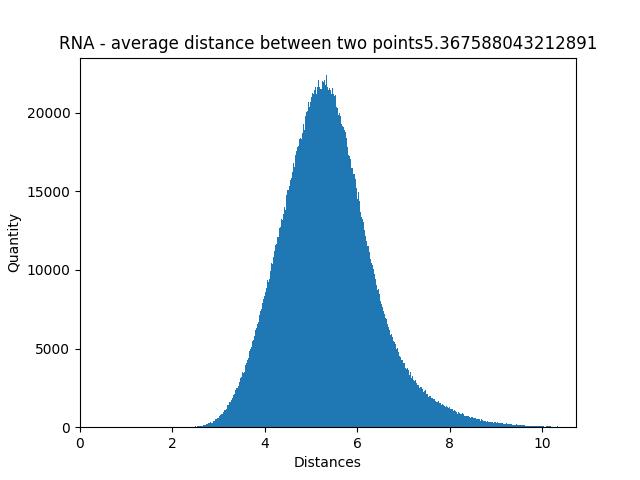 RNA - average distance between two points5.367588043212891
20000
15000
10000
5000
0
Quantity
0 2 4 6 8 10
Distances